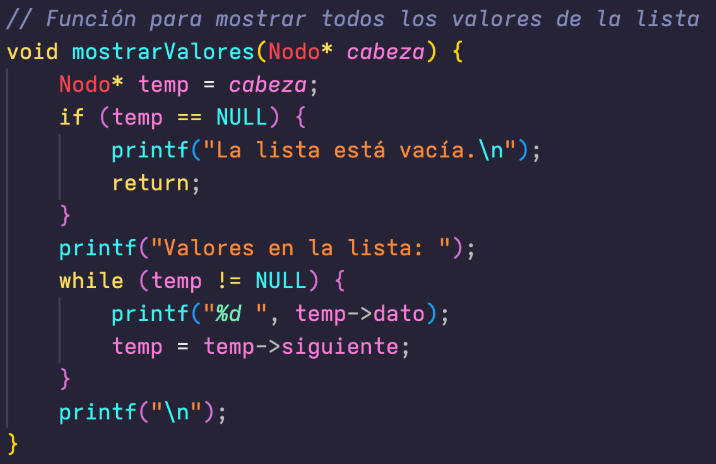 // Función para mostrar todos los valores de la lista
void mostrarValores(Nodo* cabeza) {
    Nodo* temp = cabeza;
    if (temp == NULL) {
        printf("La lista está vacía.\n");
        return;
    }
    printf("Valores en la lista: ");
    while (temp != NULL) {
        printf("%d ", temp->dato);
        temp = temp->siguiente;
    }
    printf("\n");
}